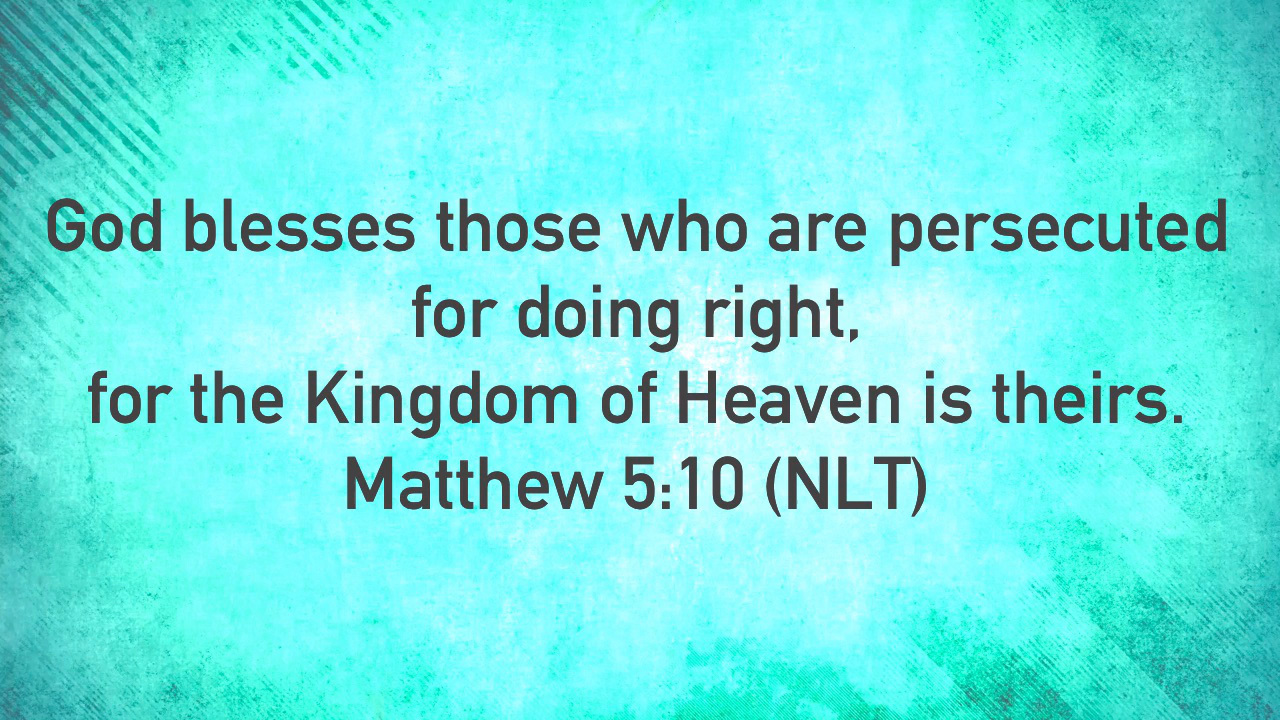 God blesses those who are persecuted
for doing right,
for the Kingdom of Heaven is theirs.
Matthew 5:10 (NLT)